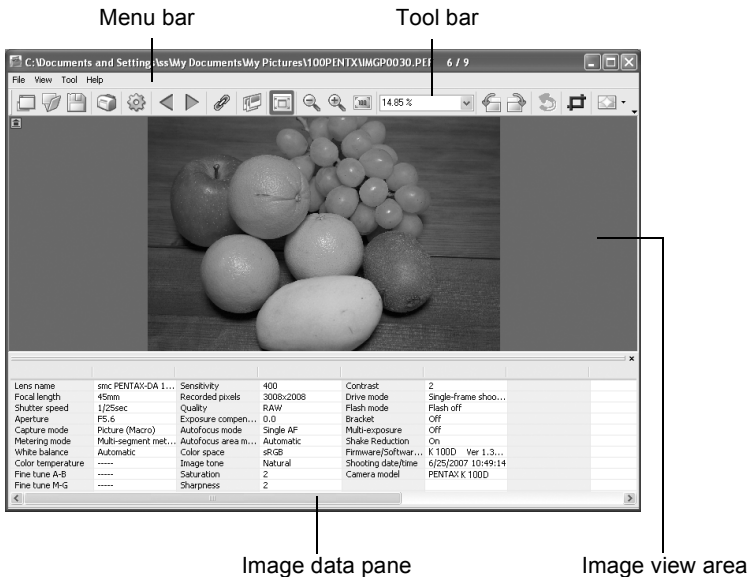 Menu bar Tool bar
C:\Documents and Settings\ss\My Documents\My Pictures\100PENTX\IMGP0030.PEF 6 / 9
File View Tool Help
14.85 %
Lens name smc PENTAX-DA 1... Sensitivity 400 Contrast 2
Focal length 45mm Recorded pixels 3008x2008 Drive mode Single-frame shoo...
Shutter speed 1/25sec Quality RAW Flash mode Flash off
Aperture F5.6 Exposure compen... 0.0 Bracket Off
Capture mode Picture (Macro) Autofocus mode Single AF Multi-exposure Off
Metering mode Multi-segment met... Autofocus area m... Automatic Shake Reduction On
White balance Automatic Color space sRGB Firmware/Softwar... K 100D Ver 1.3...
Color temperature ----- Image tone Natural Shooting date/time 6/25/2007 10:49:14
Fine tune A-B ----- Saturation 2 Camera model PENTAX K 100D
Fine tune M-G ----- Sharpness 2
Image data pane Image view area